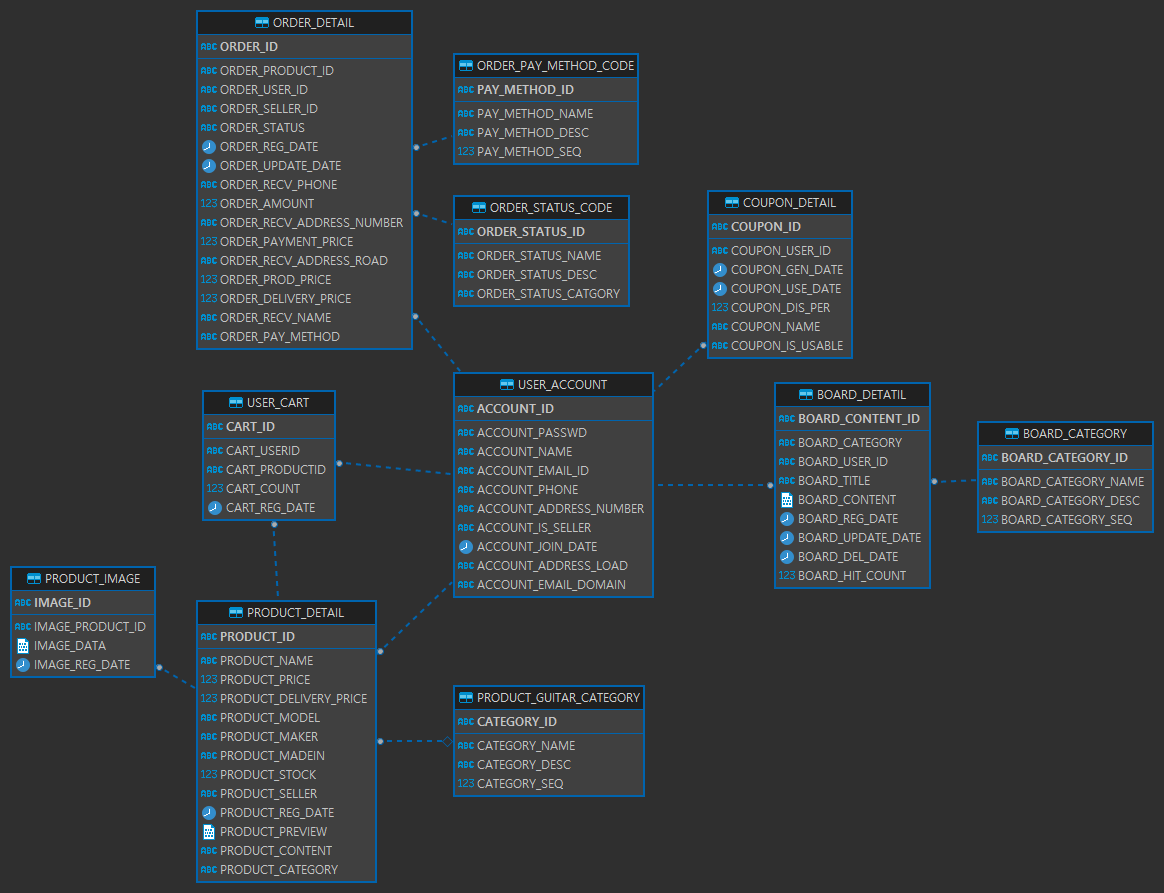 ORDER_DETAIL
ABC ORDER_ID
ABC ORDER_PRODUCT_ID
ABC ORDER_USER_ID
ABC ORDER_SELLER_ID
ABC ORDER_STATUS
ORDER_REG_DATE
ORDER_UPDATE_DATE
ABC ORDER_RECV_PHONE
123 ORDER_AMOUNT
ABC ORDER_RECV_ADDRESS_NUMBER
123 ORDER_PAYMENT_PRICE
ABC ORDER_RECV_ADDRESS_ROAD
123 ORDER_PROD_PRICE
123 ORDER_DELIVERY_PRICE
ABC ORDER_RECV_NAME
ABC ORDER_PAY_METHOD
ORDER_PAY_METHOD_CODE
ABC PAY_METHOD_ID
ABC PAY_METHOD_NAME
ABC PAY_METHOD_DESC
123 PAY_METHOD_SEQ
ORDER_STATUS_CODE
ABC ORDER_STATUS_ID
ABC ORDER_STATUS_NAME
ABC ORDER_STATUS_DESC
ABC ORDER_STATUS_CATGORY
COUPON_DETAIL
ABC COUPON_ID
ABC COUPON_USER_ID
COUPON_GEN_DATE
COUPON_USE_DATE
123 COUPON_DIS_PER
ABC COUPON_NAME
ABC COUPON_IS_USABLE
USER_CART
ABC CART_ID
ABC CART_USERID
ABC CART_PRODUCTID
123 CART_COUNT
CART_REG_DATE
USER_ACCOUNT
ABC ACCOUNT_ID
ABC ACCOUNT_PASSWD
ABC ACCOUNT_NAME
ABC ACCOUNT_EMAIL_ID
ABC ACCOUNT_PHONE
ABC ACCOUNT_ADDRESS_NUMBER
ABC ACCOUNT_IS_SELLER
ACCOUNT_JOIN_DATE
ABC ACCOUNT_ADDRESS_LOAD
ABC ACCOUNT_EMAIL_DOMAIN
BOARD_DETATIL
ABC BOARD_CONTENT_ID
ABC BOARD_CATEGORY
ABC BOARD_USER_ID
ABC BOARD_TITLE
BOARD_CONTENT
BOARD_REG_DATE
BOARD_UPDATE_DATE
BOARD_DEL_DATE
123 BOARD_HIT_COUNT
BOARD_CATEGORY
ABC BOARD_CATEGORY_ID
ABC BOARD_CATEGORY_NAME
ABC BOARD_CATEGORY_DESC
123 BOARD_CATEGORY_SEQ
PRODUCT_IMAGE
ABC IMAGE_ID
ABC IMAGE_PRODUCT_ID
IMAGE_DATA
IMAGE_REG_DATE
PRODUCT_DETAIL
ABC PRODUCT_ID
ABC PRODUCT_NAME
123 PRODUCT_PRICE
123 PRODUCT_DELIVERY_PRICE
ABC PRODUCT_MODEL
ABC PRODUCT_MAKER
ABC PRODUCT_MADEIN
123 PRODUCT_STOCK
ABC PRODUCT_SELLER
PRODUCT_REG_DATE
PRODUCT_PREVIEW
ABC PRODUCT_CONTENT
ABC PRODUCT_CATEGORY
PRODUCT_GUITAR_CATEGORY
ABC CATEGORY_ID
ABC CATEGORY_NAME
ABC CATEGORY_DESC
123 CATEGORY_SEQ